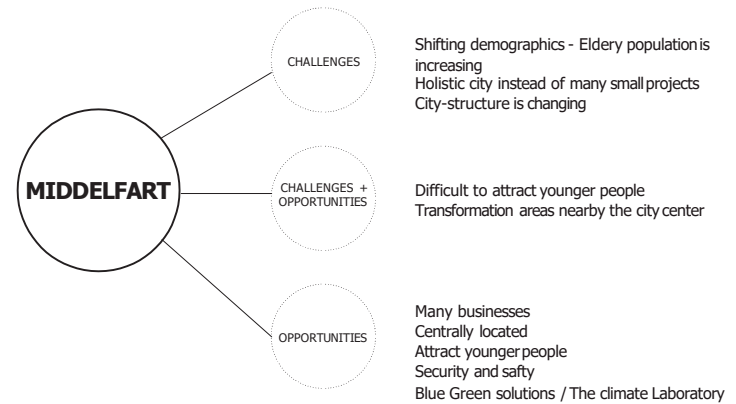 CHALLENGES
Shifting demographics - Eldery population is
increasing
Holistic city instead of many small projects
City-structure is changing
MIDDELFART
CHALLENGES +
OPPORTUNITIES
Difficult to attract younger people
Transformation areas nearby the city center
OPPORTUNITIES
Many businesses
Centrally located
Attract younger people
Security and safty
Blue Green solutions / The climate Laboratory